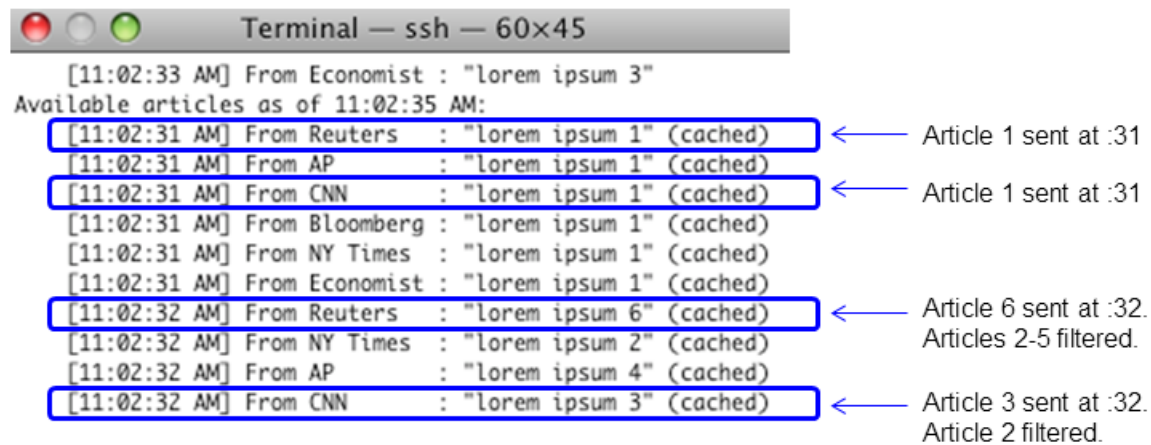 Terminal — ssh — 60×45
[11:02:33 AM] From Economist : "lorem ipsum 3"
Available articles as of 11:02:35 AM:
[11:02:31 AM] From Reuters : "lorem ipsum 1" (cached)
Article 1 sent at :31
[11:02:31 AM] From AP : "lorem ipsum 1" (cached)
[11:02:31 AM] From CNN : "lorem ipsum 1" (cached)
Article 1 sent at :31
[11:02:31 AM] From Bloomberg : "lorem ipsum 1" (cached)
[11:02:31 AM] From NY Times : "lorem ipsum 1" (cached)
[11:02:31 AM] From Economist : "lorem ipsum 1" (cached)
[11:02:32 AM] From Reuters : "lorem ipsum 6" (cached)
Article 6 sent at :32.
Articles 2-5 filtered.
[11:02:32 AM] From NY Times : "lorem ipsum 2" (cached)
[11:02:32 AM] From AP : "lorem ipsum 4" (cached)
[11:02:32 AM] From CNN : "lorem ipsum 3" (cached)
Article 3 sent at :32.
Article 2 filtered.